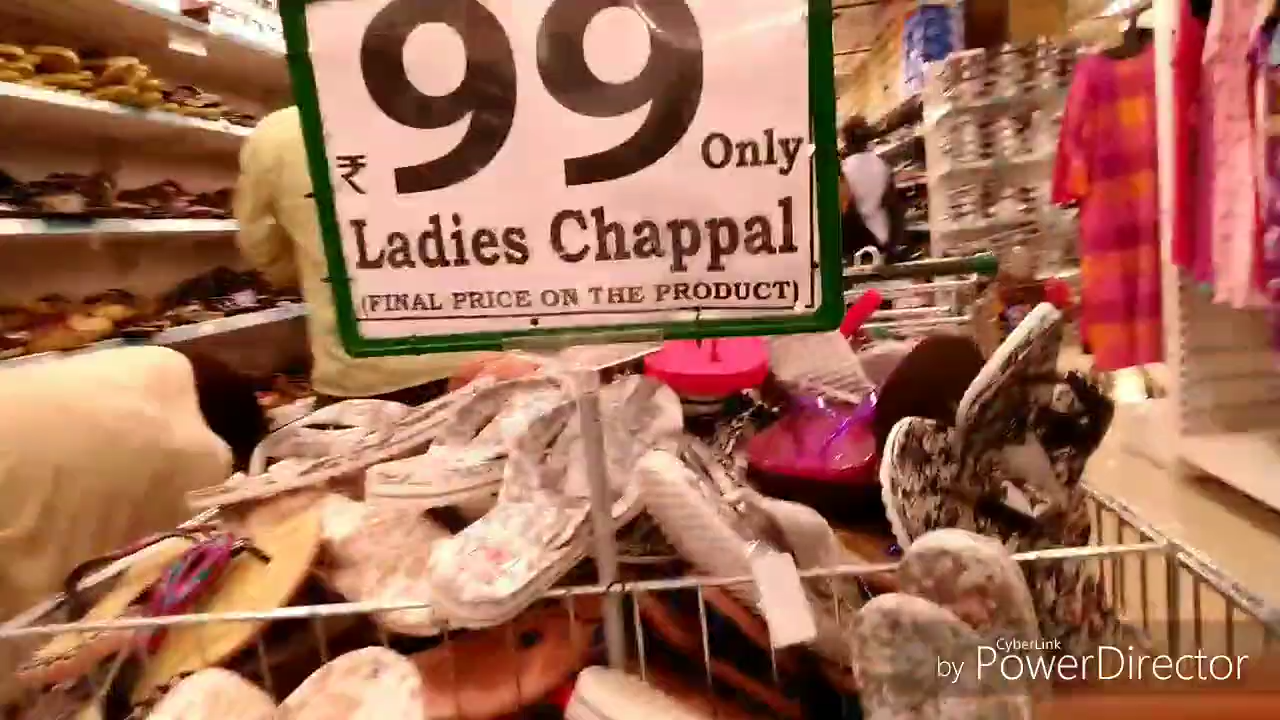 ₹ 99 Only
Ladies Chappal
(FINAL PRICE ON THE PRODUCT)
CyberLink
by PowerDirector